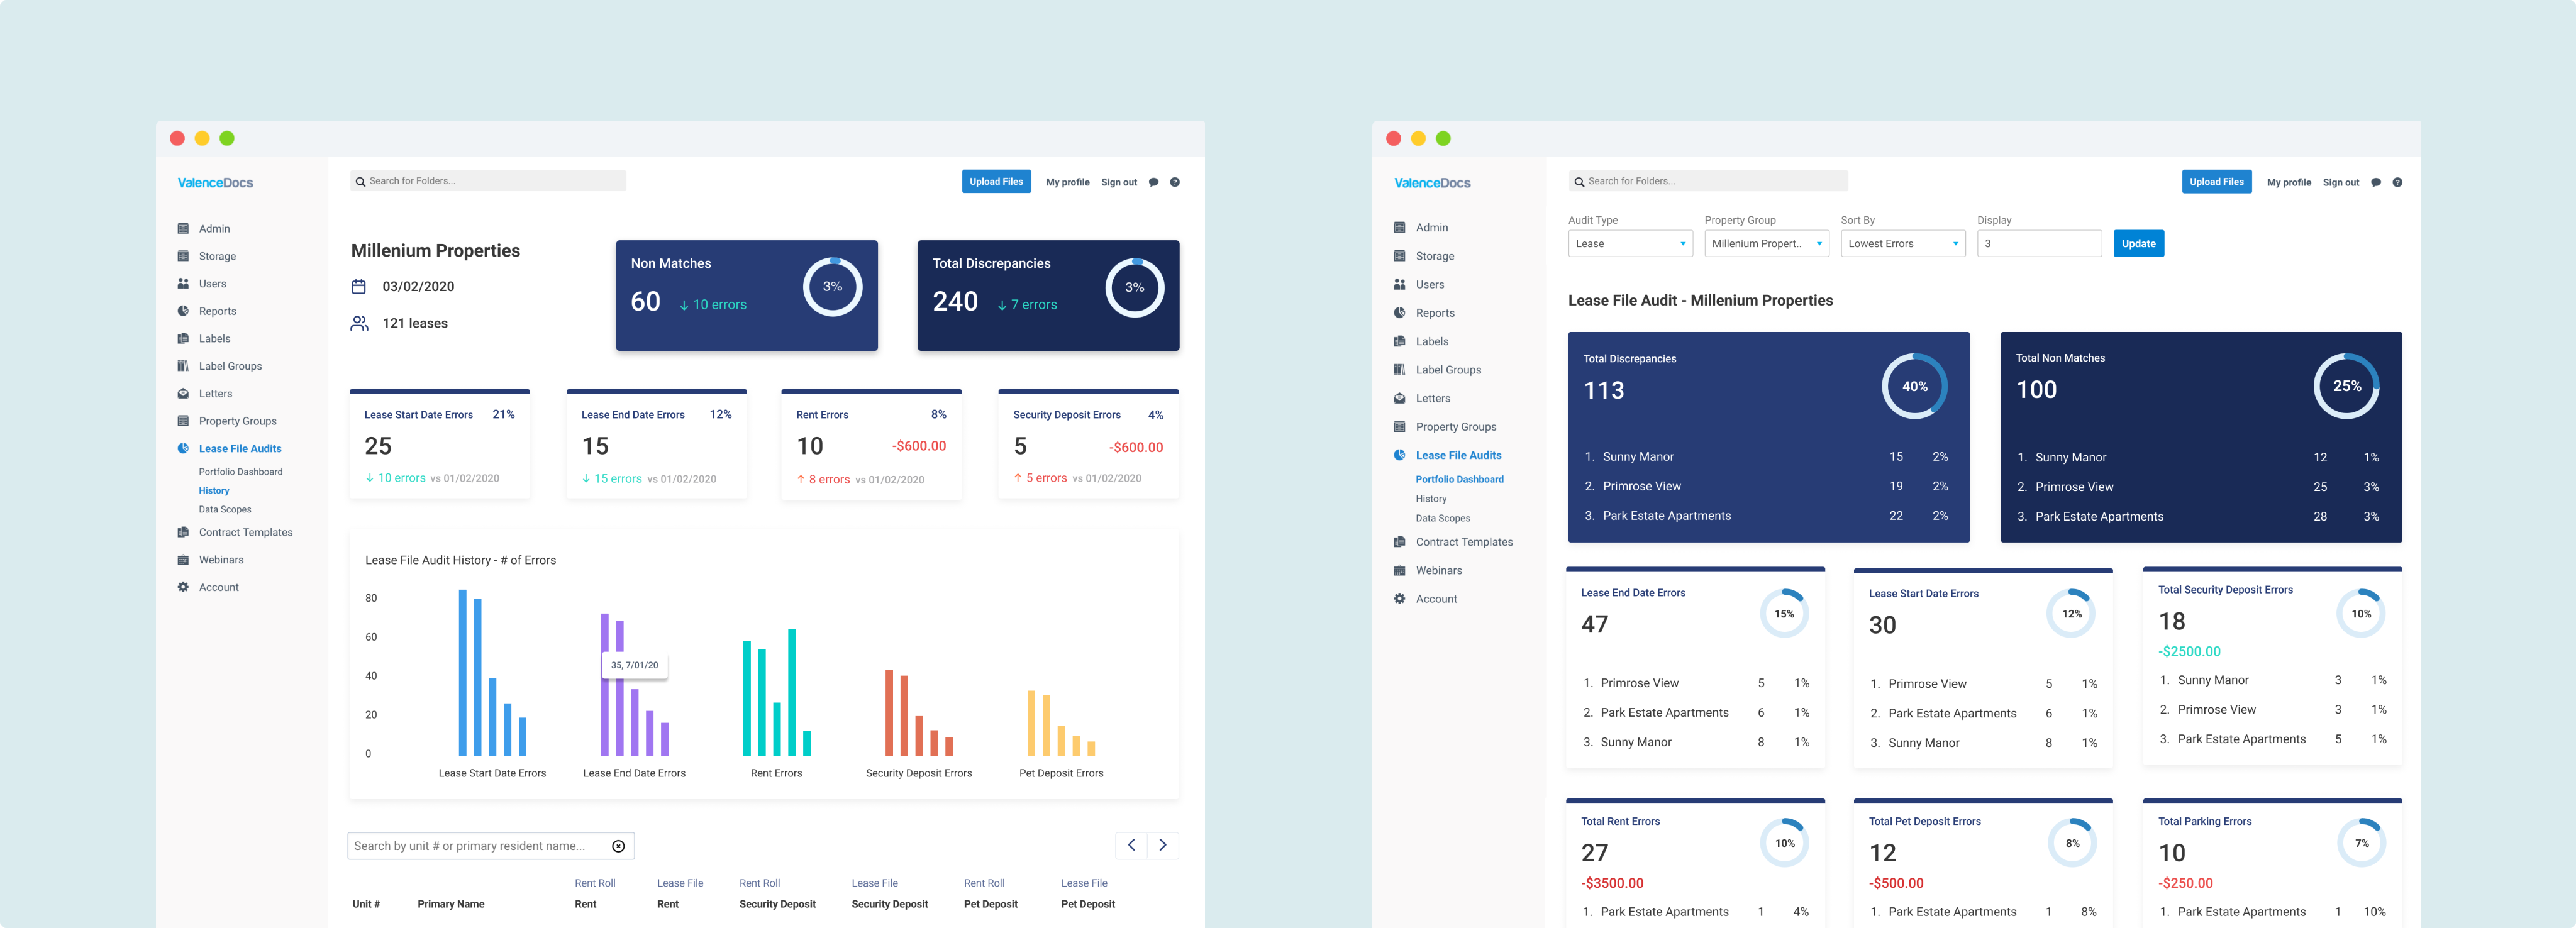 ValenceDocs
Search for Folders...
Upload Files
My profile
Sign out
Admin
Storage
Users
Reports
Labels
Label Groups
Letters
Property Groups
Lease File Audits
Portfolio Dashboard
History
Data Scopes
Contract Templates
Webinars
Account
Millenium Properties
03/02/2020
121 leases
Non Matches
60 ↓ 10 errors
3%
Total Discrepancies
240 ↓ 7 errors
3%
Lease Start Date Errors 21%
25
↓ 10 errors vs 01/02/2020
Lease End Date Errors 12%
15
↓ 15 errors vs 01/02/2020
Rent Errors 8%
10 -$600.00
↑ 8 errors vs 01/02/2020
Security Deposit Errors 4%
5 -$600.00
↑ 5 errors vs 01/02/2020
Lease File Audit History - # of Errors
80
60
40
20
0
35, 7/01/20
Lease Start Date Errors
Lease End Date Errors
Rent Errors
Security Deposit Errors
Pet Deposit Errors
Search by unit # or primary resident name...
Rent Roll Lease File Rent Roll Lease File Rent Roll Lease File
Unit # Primary Name Rent Rent Security Deposit Security Deposit Pet Deposit Pet Deposit
ValenceDocs
Search for Folders...
Upload Files
My profile
Sign out
Admin
Storage
Users
Reports
Labels
Label Groups
Letters
Property Groups
Lease File Audits
Portfolio Dashboard
History
Data Scopes
Contract Templates
Webinars
Account
Audit Type Property Group Sort By Display
Lease Millenium Propert.. Lowest Errors 3 Update
Lease File Audit - Millenium Properties
Total Discrepancies
113
40%
1. Sunny Manor 15 2%
2. Primrose View 19 2%
3. Park Estate Apartments 22 2%
Total Non Matches
100
25%
1. Sunny Manor 12 1%
2. Primrose View 25 3%
3. Park Estate Apartments 28 3%
Lease End Date Errors
47
15%
1. Primrose View 5 1%
2. Park Estate Apartments 6 1%
3. Sunny Manor 8 1%
Lease Start Date Errors
30
12%
1. Primrose View 5 1%
2. Park Estate Apartments 6 1%
3. Sunny Manor 8 1%
Total Security Deposit Errors
18
10%
-$2500.00
1. Sunny Manor 3 1%
2. Primrose View 3 1%
3. Park Estate Apartments 5 1%
Total Rent Errors
27
10%
-$3500.00
1. Park Estate Apartments 1 4%
Total Pet Deposit Errors
12
8%
-$500.00
1. Park Estate Apartments 1 8%
Total Parking Errors
10
7%
-$250.00
1. Park Estate Apartments 1 10%